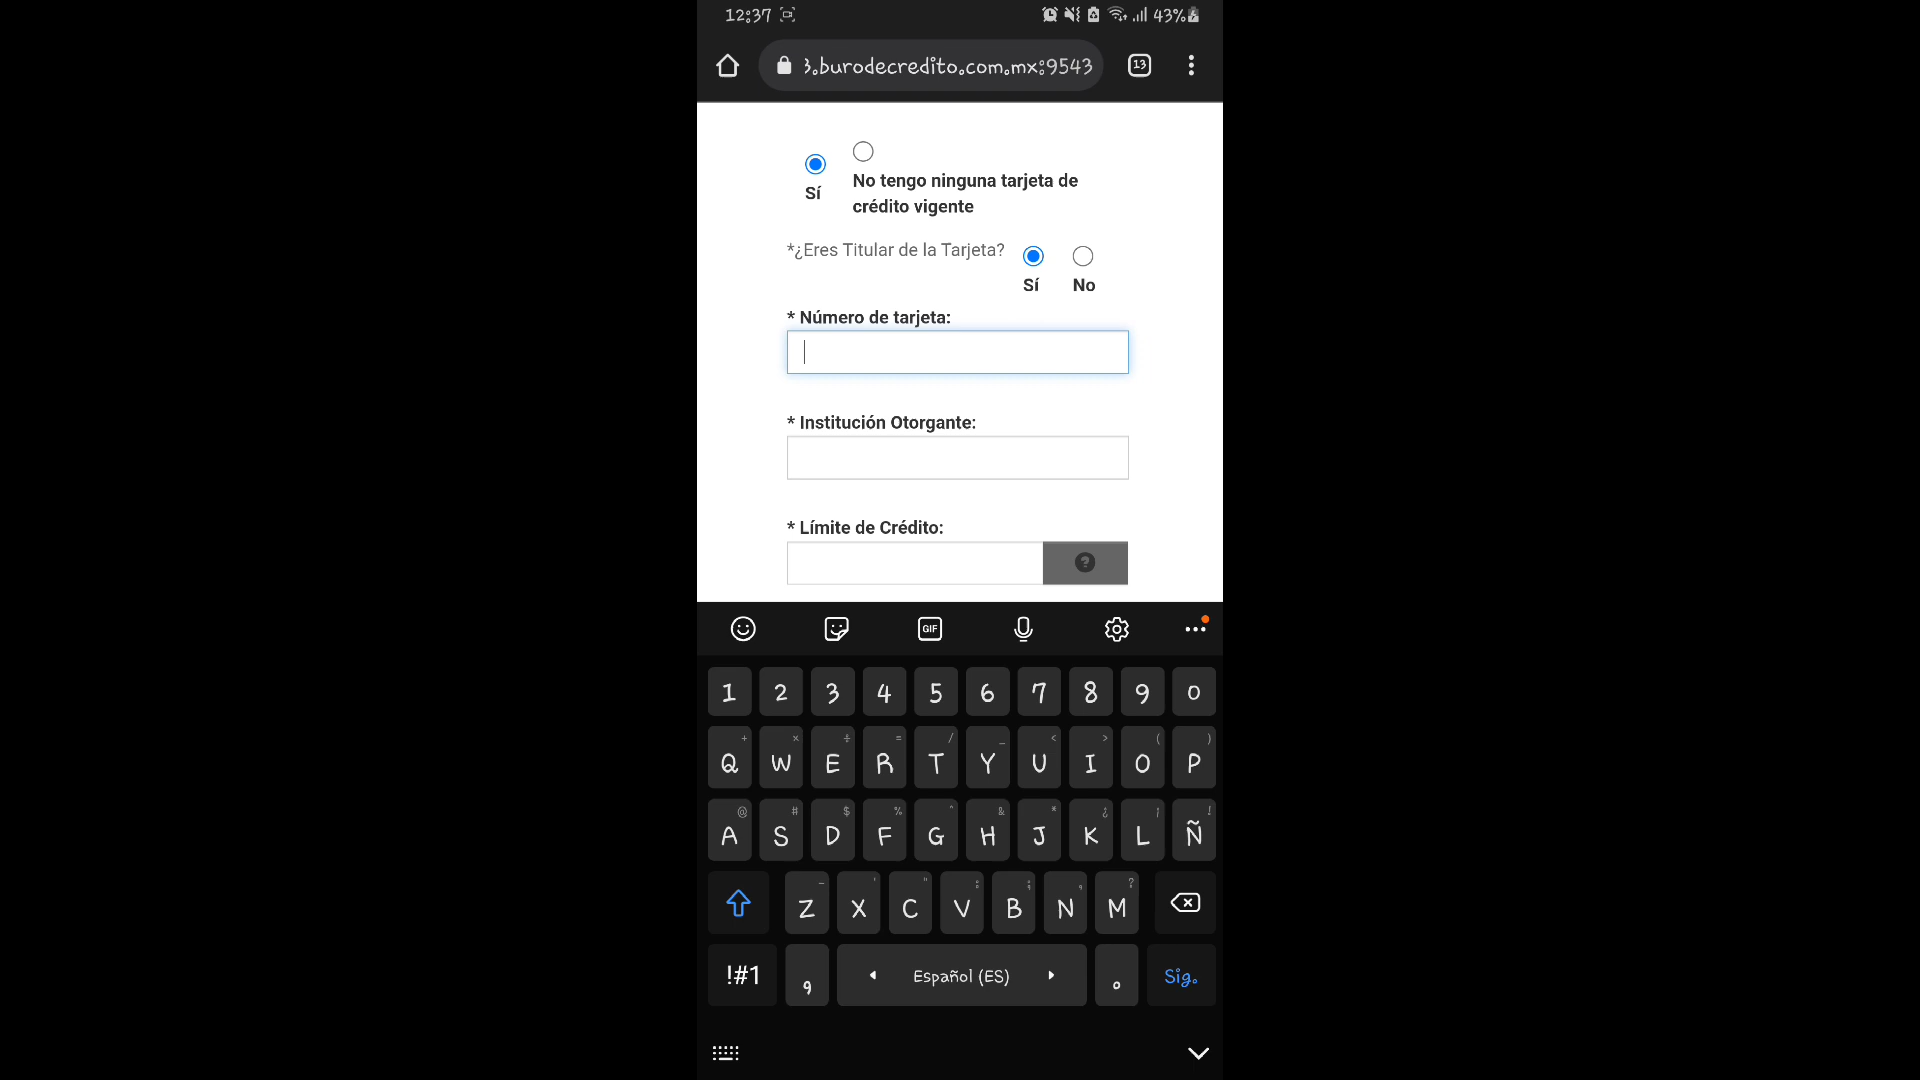 12:37 43%
3.burodecredito.com.mx:9543 13
Sí
No tengo ninguna tarjeta de
crédito vigente
*¿Eres Titular de la Tarjeta?
Sí No
* Número de tarjeta:
* Institución Otorgante:
* Límite de Crédito:
?
GIF
1 2 3 4 5 6 7 8 9 0
+ × ÷ = / _ < > ( )
Q W E R T Y U I O P
@ # $ % ^ & * ¿ ¡ !
A S D F G H J K L Ñ
- ' " : ; , ?
Z X C V B N M
!#1 , Español (ES) . Sig.